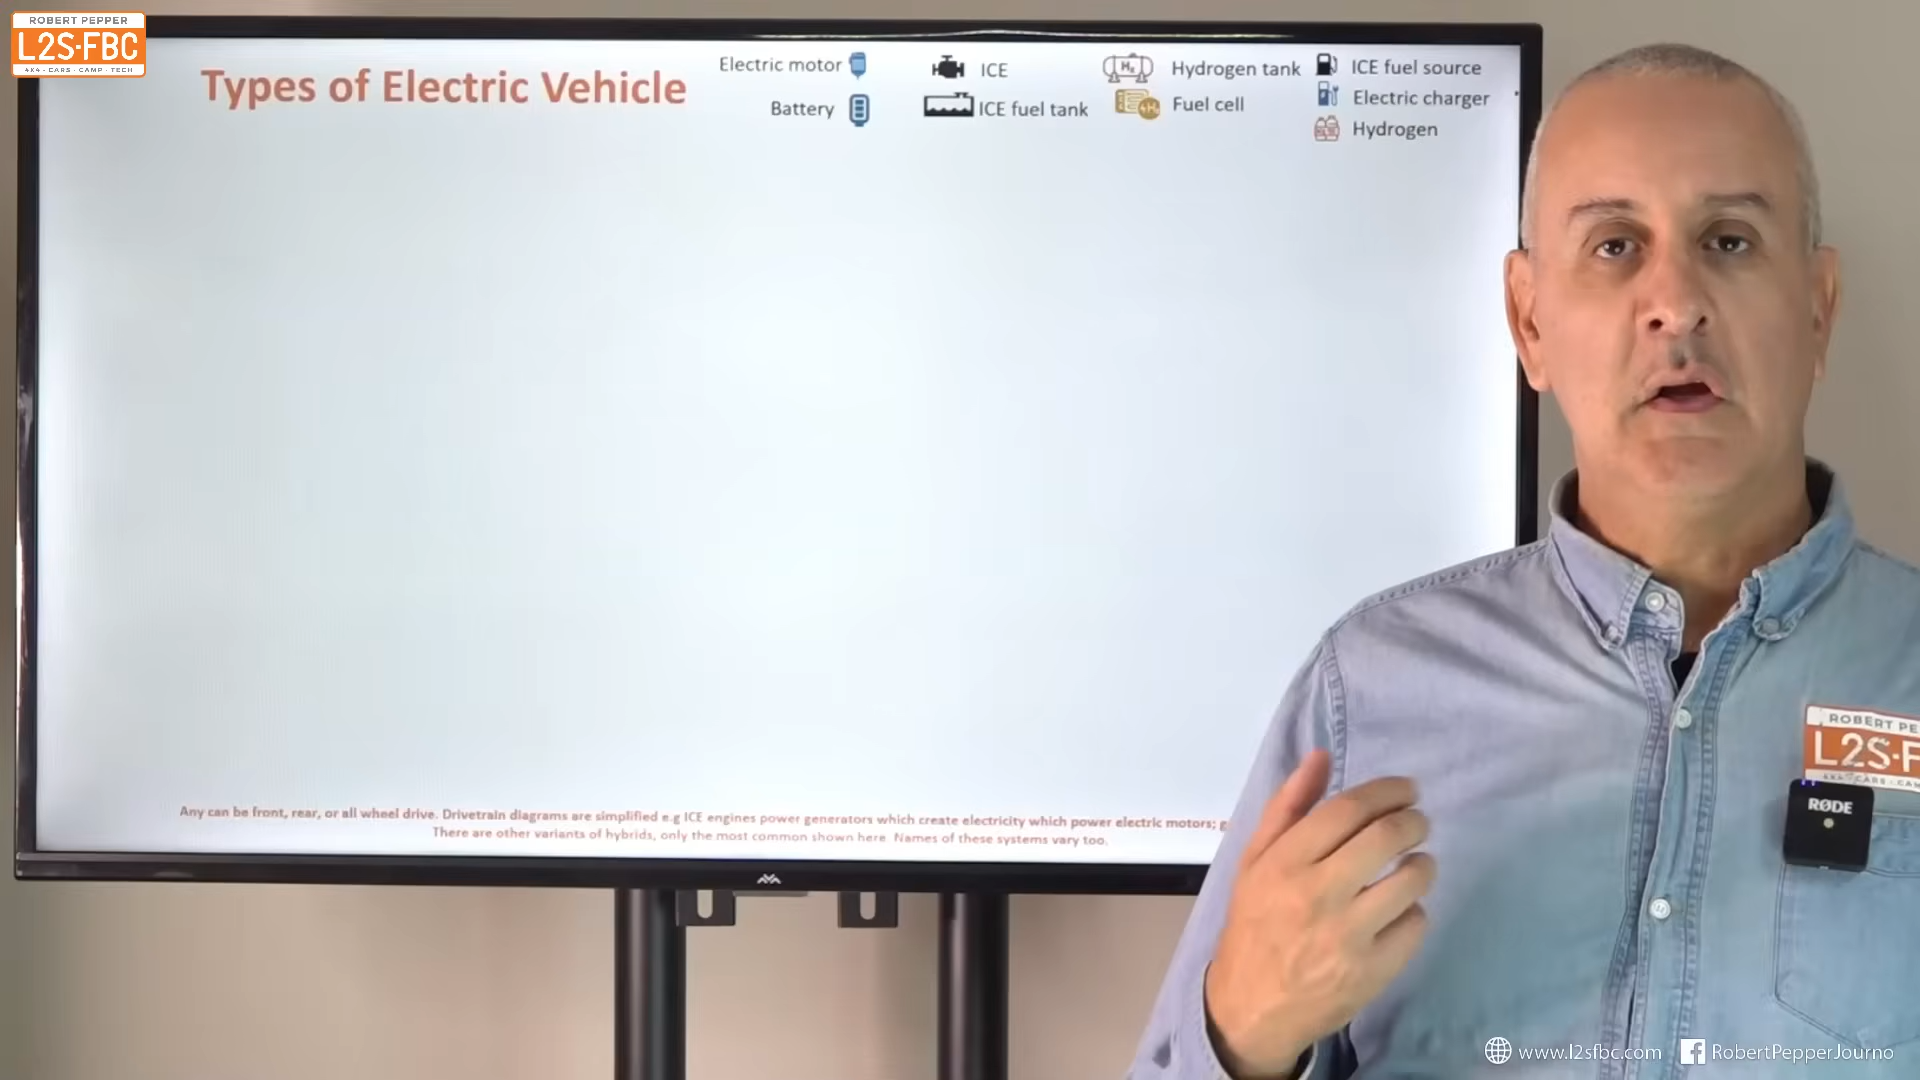 ROBERT PEPPER
L2S·FBC
4X4 · CARS · CAMP · TECH
Types of Electric Vehicle
Electric motor
Battery
ICE
ICE fuel tank
Hydrogen tank
Fuel cell
ICE fuel source
Electric charger
Hydrogen
Any can be front, rear, or all wheel drive. Drivetrain diagrams are simplified e.g ICE engines power generators which create electricity which power electric motors;
There are other variants of hybrids, only the most common shown here. Names of these systems vary too.
ROBERT PE
L2S·F
4X4 · CARS · CAM
RØDE
www.l2sfbc.com
RobertPepperJourno